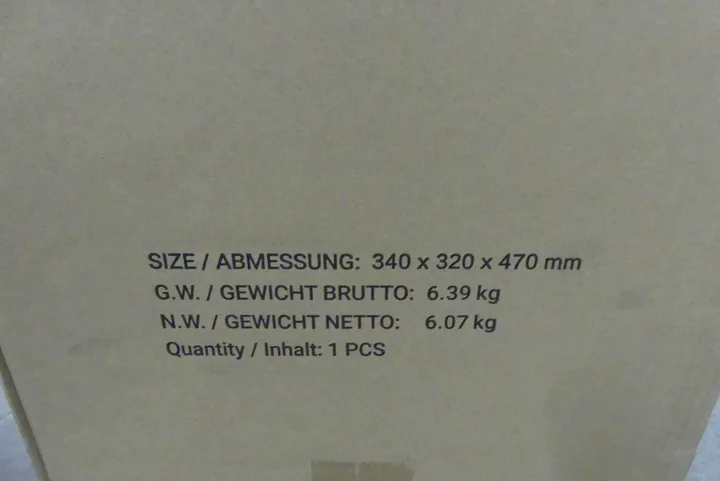 SIZE / ABMESSUNG: 340 x 320 x 470 mm
G.W. / GEWICHT BRUTTO: 6.39 kg
N.W. / GEWICHT NETTO: 6.07 kg
Quantity / Inhalt: 1 PCS